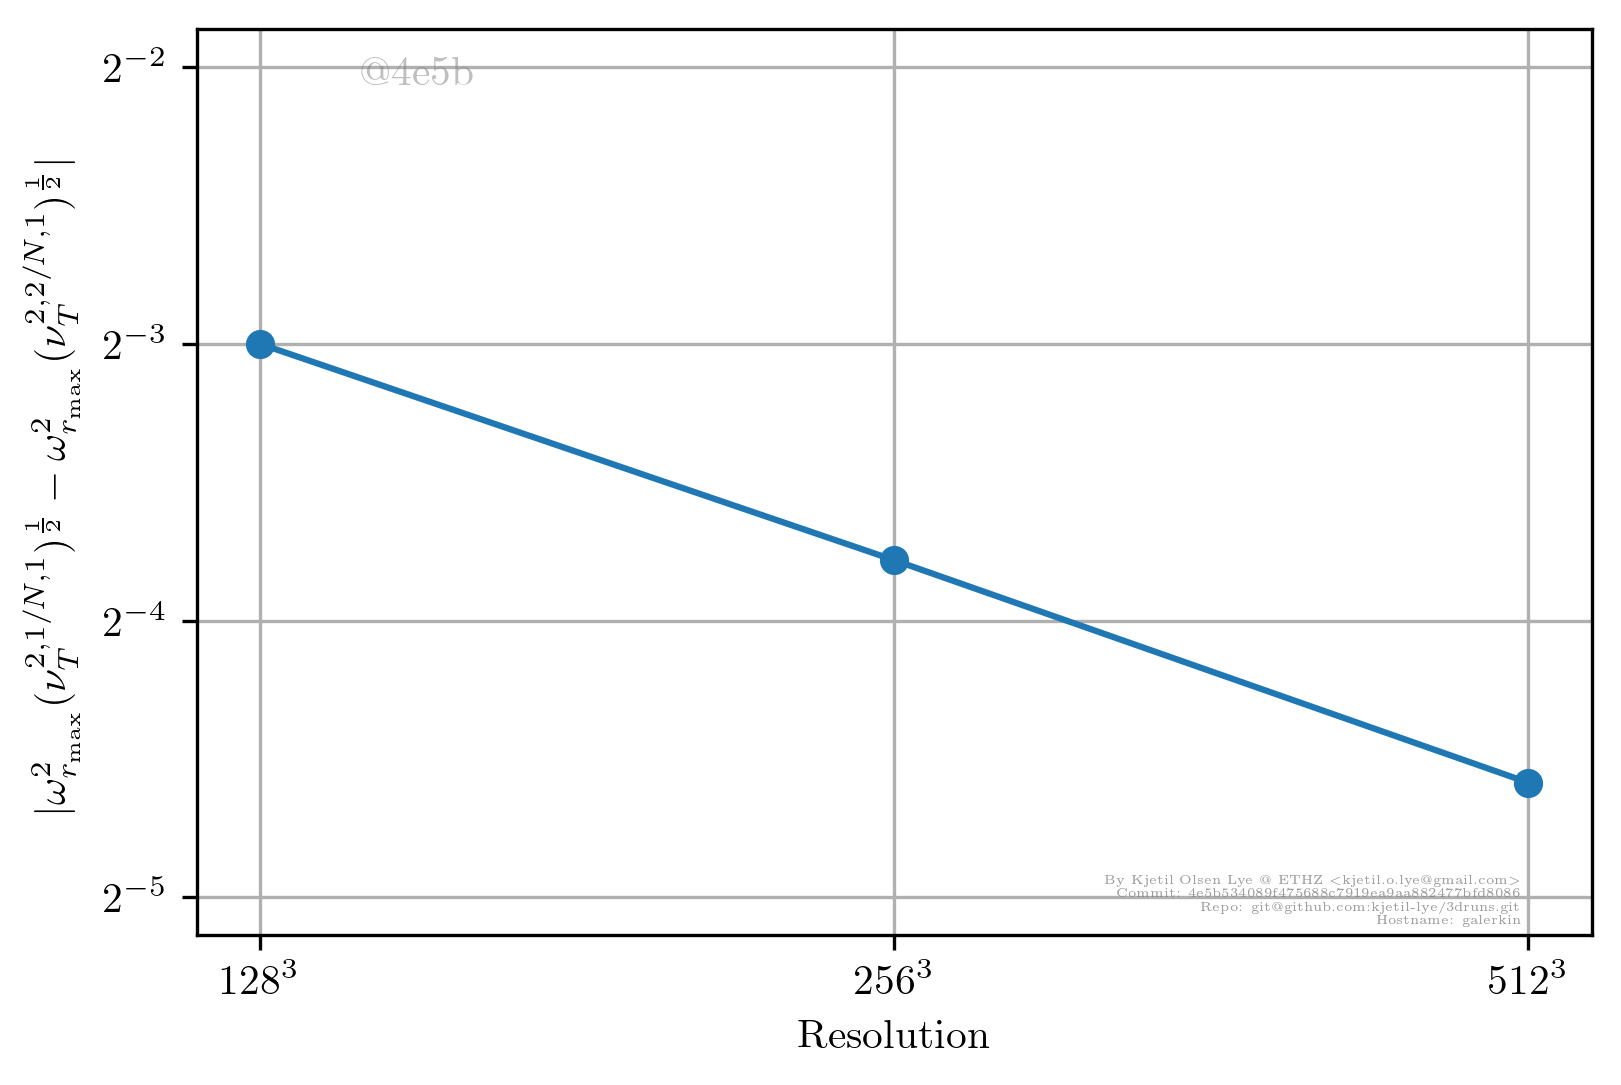 2⁻²
@4e5b
2⁻³
2⁻⁴
2⁻⁵
|ω²_{r_max}(ν_T^{2,1/N,1})^{1/2} − ω²_{r_max}(ν_T^{2,2/N,1})^{1/2}|
By Kjetil Olsen Lye @ ETHZ <kjetil.o.lye@gmail.com>
Commit: 4e5b534089f475688c7919ea9aa882477bfd8086
Repo: git@github.com:kjetil-lye/3druns.git
Hostname: galerkin
128³ 256³ 512³
Resolution